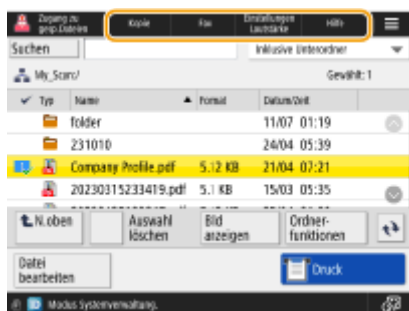 Zugang zu
gesp.Dateien
Kopie
Fax
Einstellungen
Lautstärke
Hilfe
Suchen
Inklusive Unterordner
My_Scan/
Gewählt: 1
Typ
Name
Format
Datum/Zeit
folder
11/07 01:19
231010
24/04 05:39
Company Profile.pdf
5.12 KB
21/04 07:21
20230315233419.pdf
5.1 KB
15/03 05:35
N.oben
Auswahl
löschen
Bild
anzeigen
Ordner-
funktionen
Datei
bearbeiten
Druck
ID
Modus Systemverwaltung.